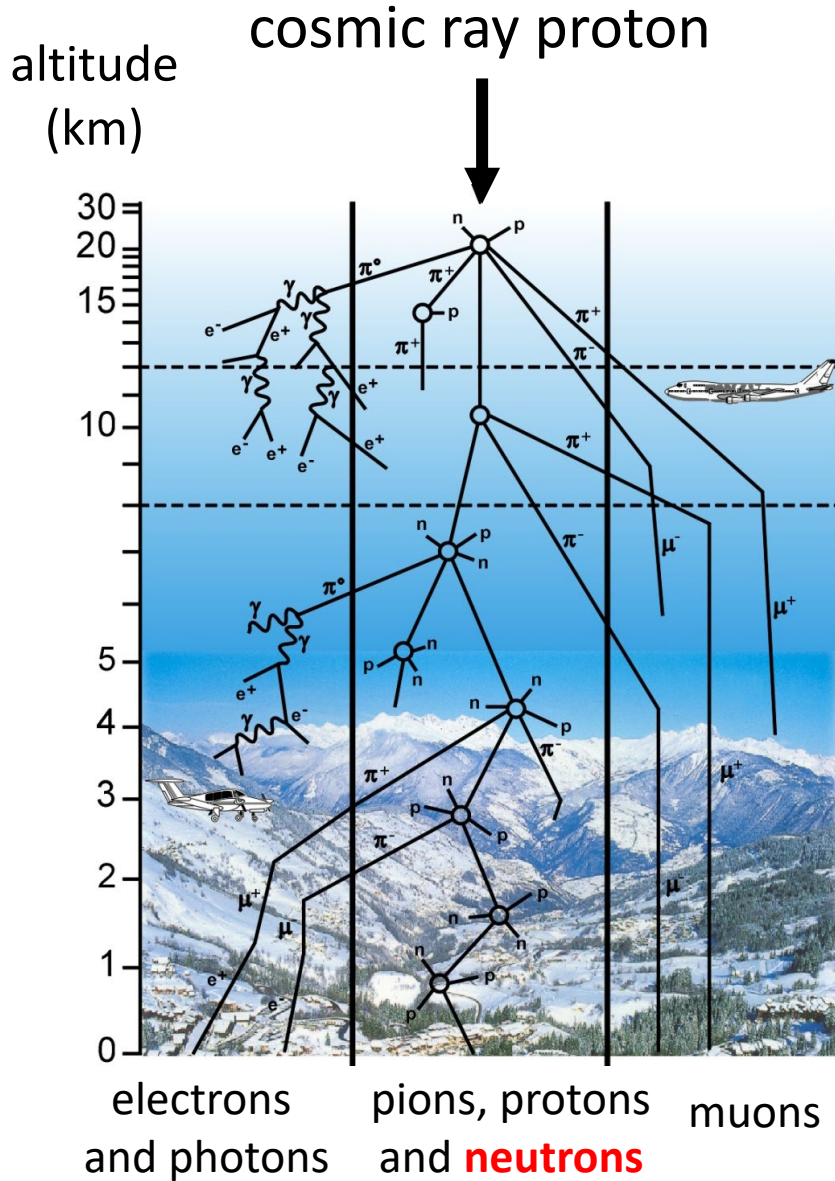 cosmic ray proton
altitude
(km)
30
20
15
10
5
4
3
2
1
0
n
p
π°
π⁺
π⁺
γ
γ
p
e⁻
e⁺
π⁺
π⁻
γ
γ
e⁺
e⁻
e⁺
e⁻
e⁺
π⁺
n
p
n
π⁻
μ⁻
π°
γ
γ
n
p
n
μ⁺
e⁺
n
n
p
e⁻
γ
π⁻
π⁺
μ⁺
n
p
p
π⁻
μ⁺
μ⁻
μ⁻
p
n
n
n
p
p
e⁺
e⁻
electrons
and photons
pions, protons
and neutrons
muons